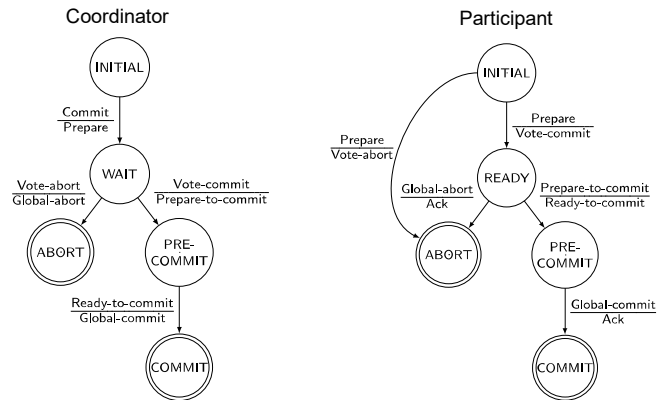 Coordinator
INITIAL
Commit
Prepare
WAIT
Vote-abort
Global-abort
Vote-commit
Prepare-to-commit
ABORT
PRE-
COMMIT
Ready-to-commit
Global-commit
COMMIT
Participant
INITIAL
Prepare
Vote-commit
Prepare
Vote-abort
READY
Global-abort
Ack
Prepare-to-commit
Ready-to-commit
ABORT
PRE-
COMMIT
Global-commit
Ack
COMMIT